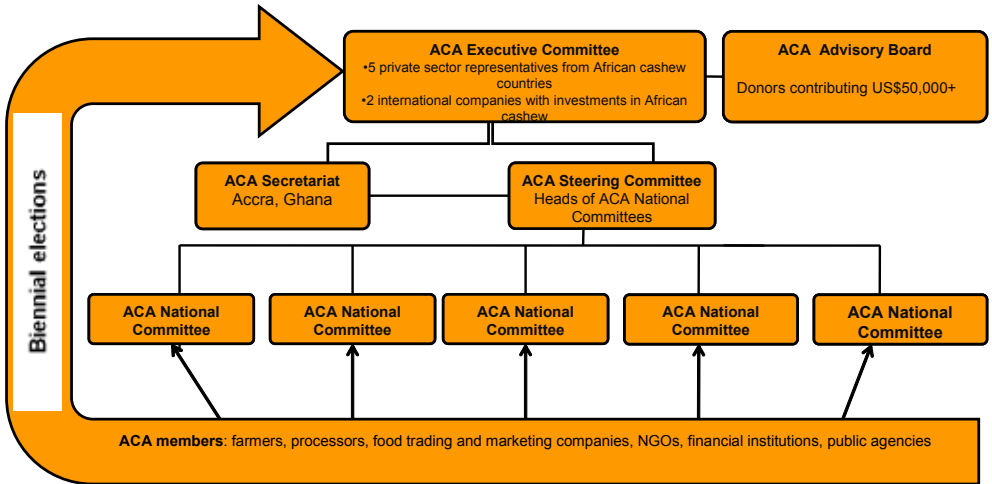 ACA Executive Committee
•5 private sector representatives from African cashew
countries
•2 international companies with investments in African
cashew
ACA Advisory Board
Donors contributing US$50,000+
Biennial elections
ACA Secretariat
Accra, Ghana
ACA Steering Committee
Heads of ACA National
Committees
ACA National
Committee
ACA National
Committee
ACA National
Committee
ACA National
Committee
ACA National
Committee
ACA members: farmers, processors, food trading and marketing companies, NGOs, financial institutions, public agencies